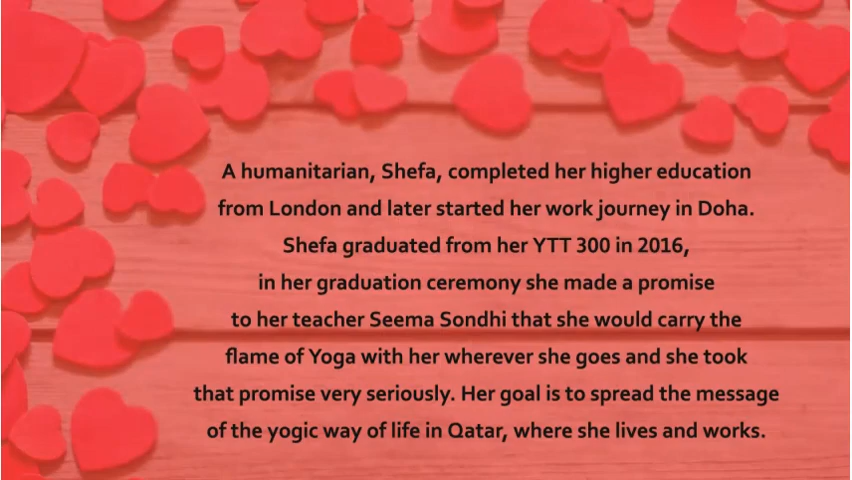 A humanitarian, Shefa, completed her higher education
from London and later started her work journey in Doha.
Shefa graduated from her YTT 300 in 2016,
in her graduation ceremony she made a promise
to her teacher Seema Sondhi that she would carry the
flame of Yoga with her wherever she goes and she took
that promise very seriously. Her goal is to spread the message
of the yogic way of life in Qatar, where she lives and works.